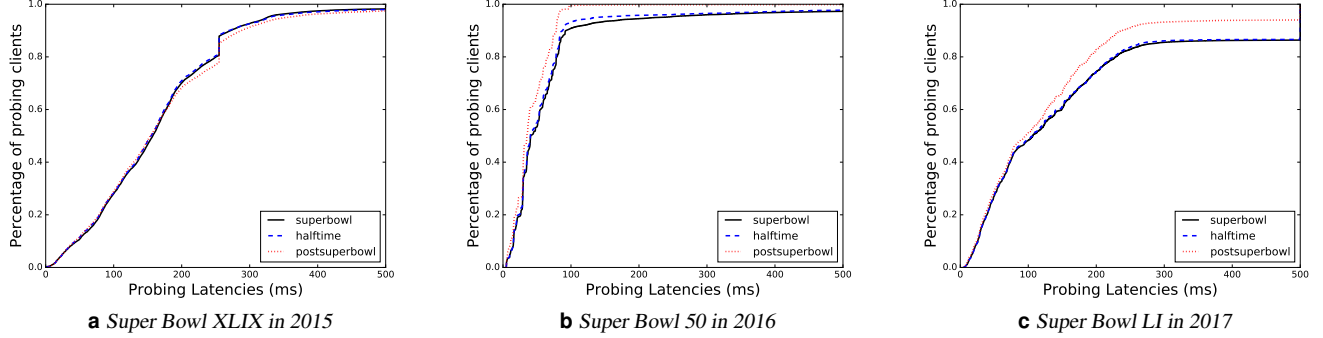 Percentage of probing clients
1.0
0.8
0.6
0.4
0.2
0.0
0
100
200
300
400
500
superbowl
halftime
postsuperbowl
Probing Latencies (ms)
a Super Bowl XLIX in 2015
Percentage of probing clients
1.0
0.8
0.6
0.4
0.2
0.0
0
100
200
300
400
500
superbowl
halftime
postsuperbowl
Probing Latencies (ms)
b Super Bowl 50 in 2016
Percentage of probing clients
1.0
0.8
0.6
0.4
0.2
0.0
0
100
200
300
400
500
superbowl
halftime
postsuperbowl
Probing Latencies (ms)
c Super Bowl LI in 2017